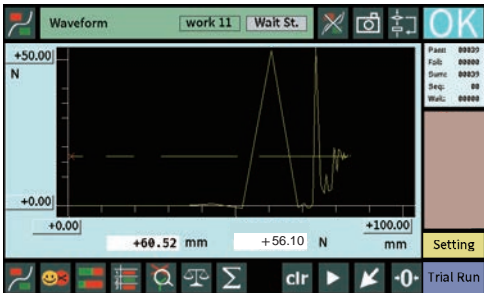 Waveform work 11 Wait St. OK
Pass: 00039
Fail: 00000
Sum: 00039
Seq: 00
Wait: 00000
+50.00
N
+0.00
+0.00 +100.00
+60.52 mm +56.10 N mm
Setting
clr -0- Trial Run